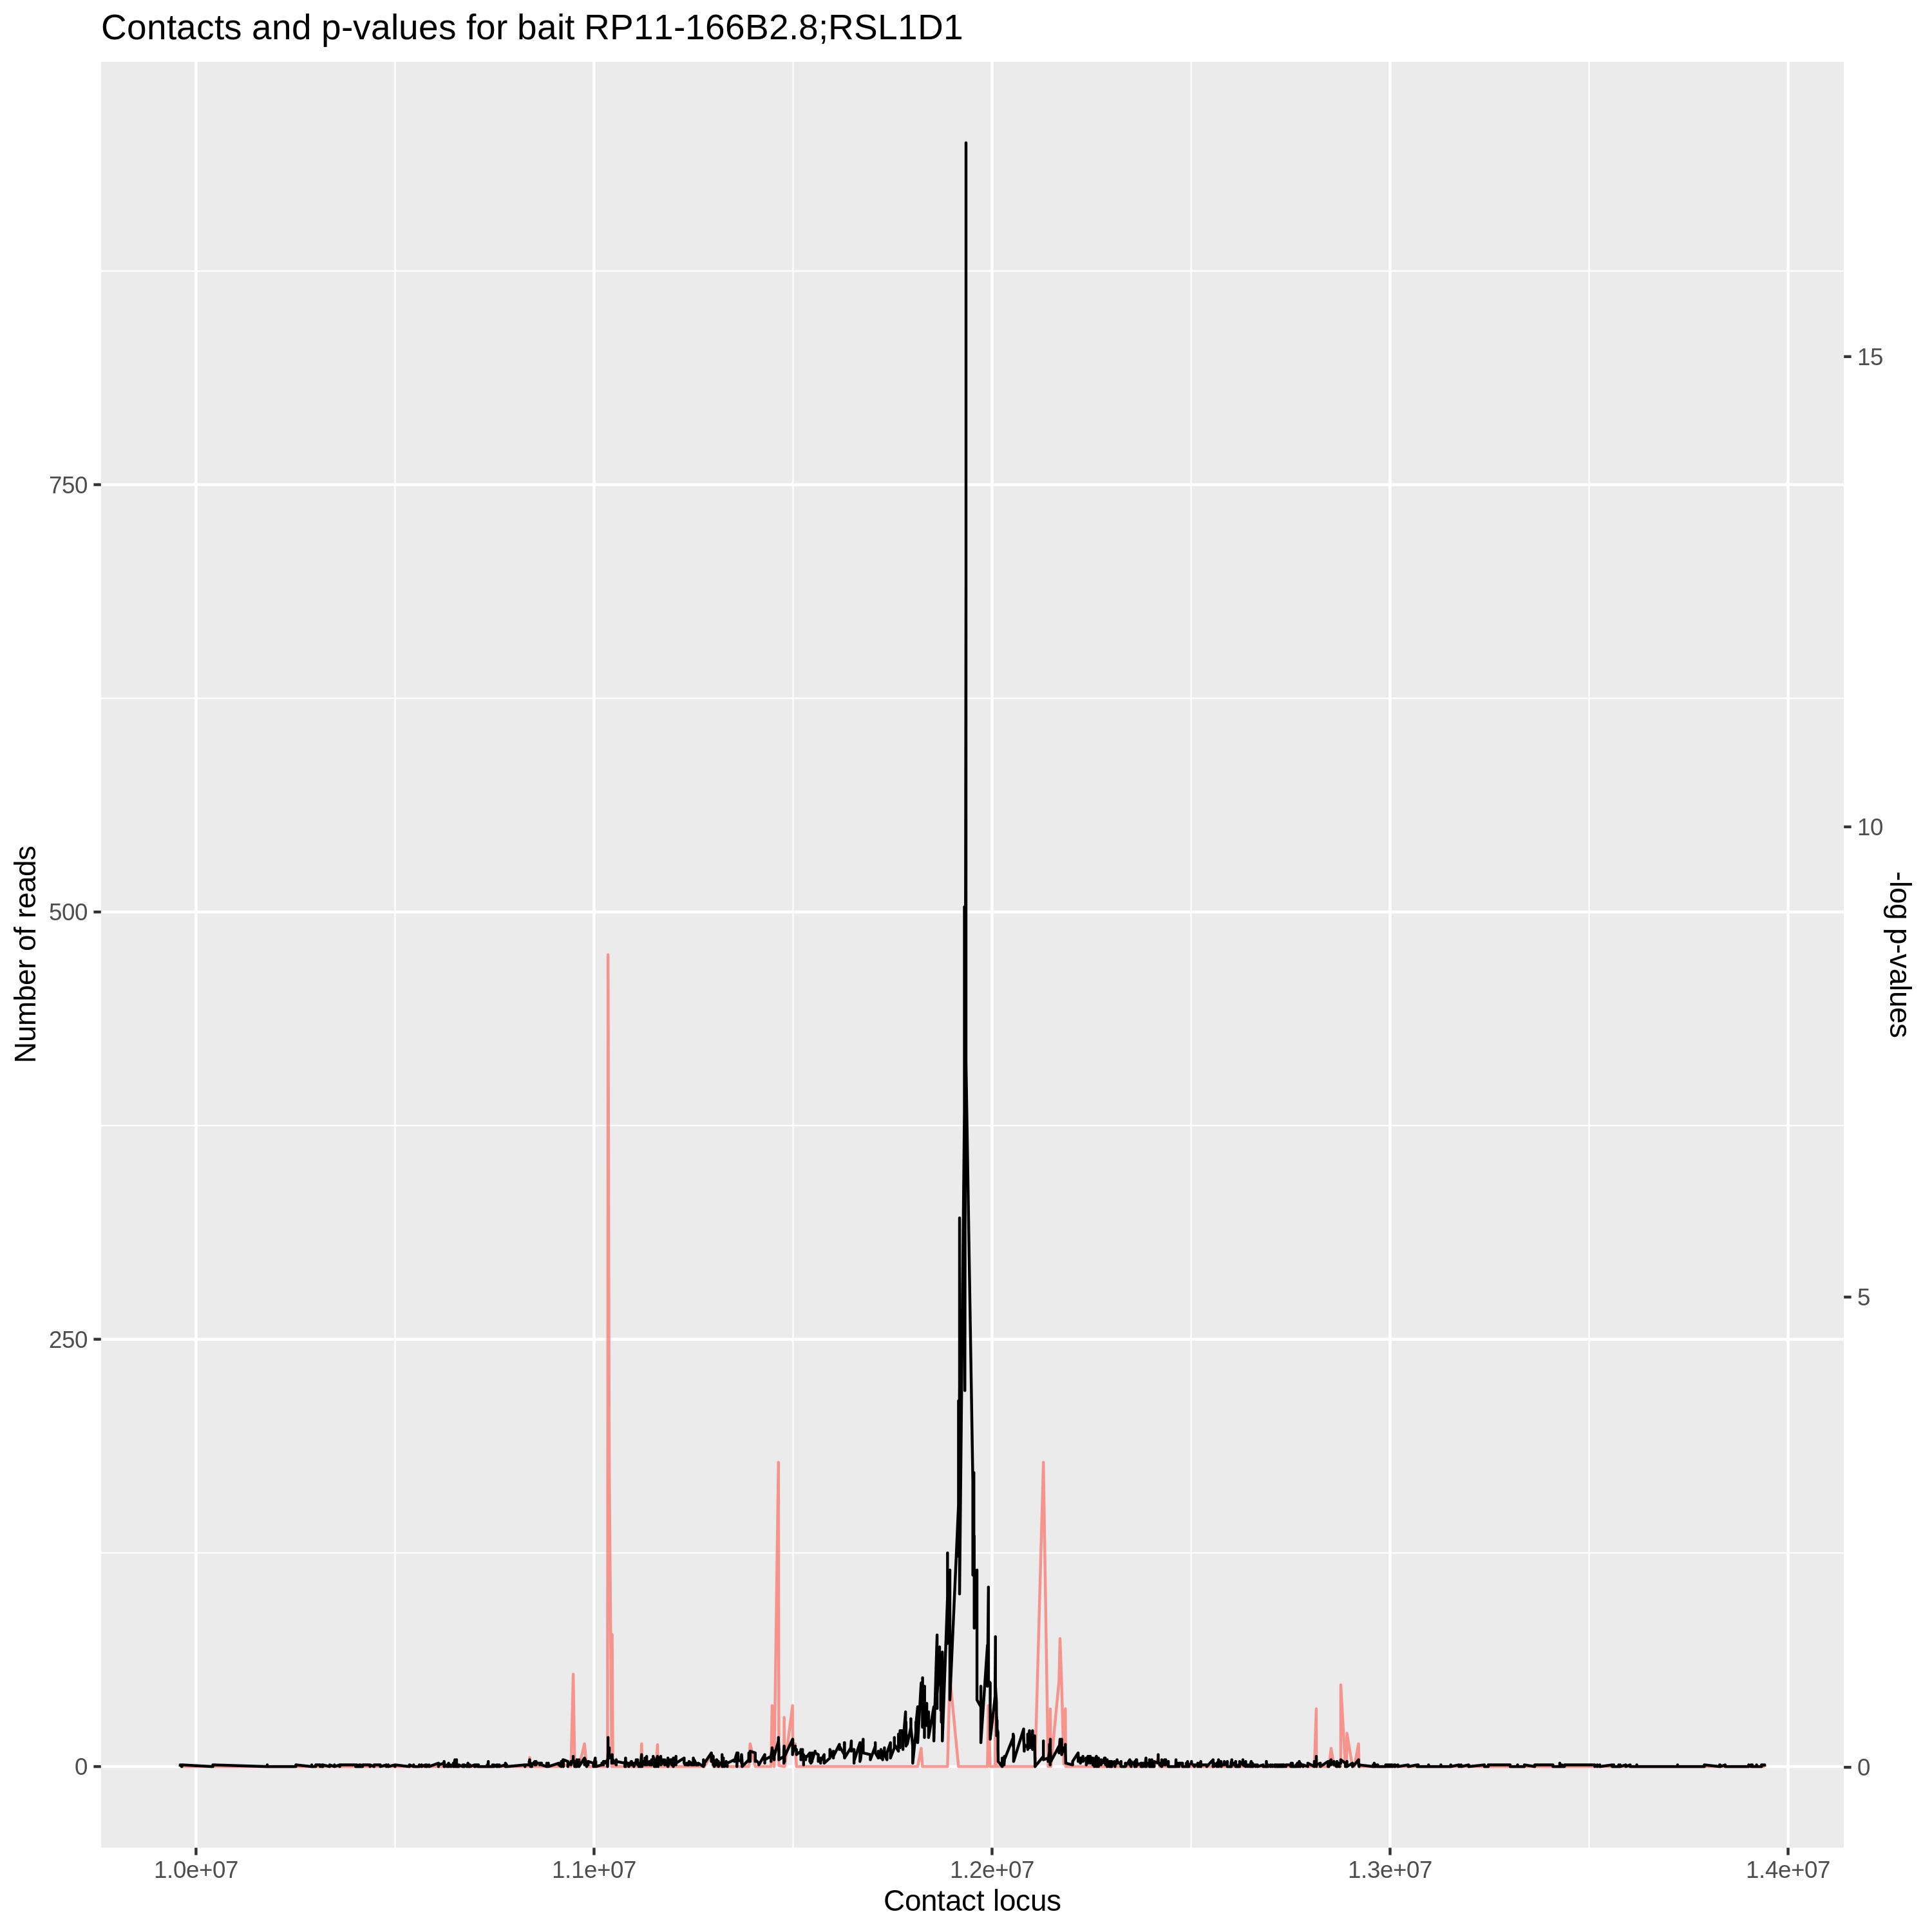 Contacts and p-values for bait RP11-166B2.8;RSL1D1
Number of reads
750
500
250
0
15
10
5
0
-log p-values
1.0e+07 1.1e+07 1.2e+07 1.3e+07 1.4e+07
Contact locus